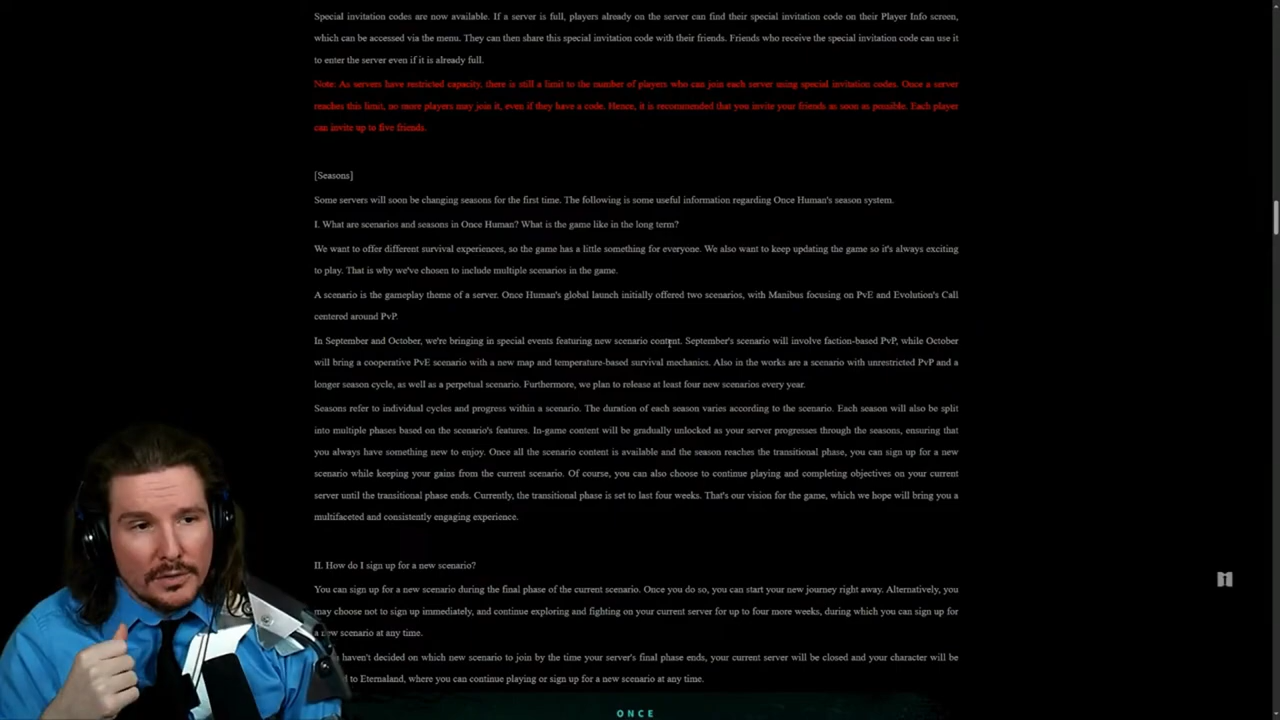 Special invitation codes are now available. If a server is full, players already on the server can find their special invitation code on their Player Info screen,
which can be accessed via the menu. They can then share this special invitation code with their friends. Friends who receive the special invitation code can use it
to enter the server even if it is already full.
Note: As servers have restricted capacity, there is still a limit to the number of players who can join each server using special invitation codes. Once a server
reaches this limit, no more players may join it, even if they have a code. Hence, it is recommended that you invite your friends as soon as possible. Each player
can invite up to five friends.
[Seasons]
Some servers will soon be changing seasons for the first time. The following is some useful information regarding Once Human's season system.
I. What are scenarios and seasons in Once Human? What is the game like in the long term?
We want to offer different survival experiences, so the game has a little something for everyone. We also want to keep updating the game so it's always exciting
to play. That is why we've chosen to include multiple scenarios in the game.
A scenario is the gameplay theme of a server. Once Human's global launch initially offered two scenarios, with Manibus focusing on PvE and Evolution's Call
centered around PvP.
In September and October, we're bringing in special events featuring new scenario content. September's scenario will involve faction-based PvP, while October
will bring a cooperative PvE scenario with a new map and temperature-based survival mechanics. Also in the works are a scenario with unrestricted PvP and a
longer season cycle, as well as a perpetual scenario. Furthermore, we plan to release at least four new scenarios every year.
Seasons refer to individual cycles and progress within a scenario. The duration of each season varies according to the scenario. Each season will also be split
into multiple phases based on the scenario's features. In-game content will be gradually unlocked as your server progresses through the seasons, ensuring that
you always have something new to enjoy. Once all the scenario content is available and the season reaches the transitional phase, you can sign up for a new
scenario while keeping your gains from the current scenario. Of course, you can also choose to continue playing and completing objectives on your current
server until the transitional phase ends. Currently, the transitional phase is set to last four weeks. That's our vision for the game, which we hope will bring you a
multifaceted and consistently engaging experience.
II. How do I sign up for a new scenario?
You can sign up for a new scenario during the final phase of the current scenario. Once you do so, you can start your new journey right away. Alternatively, you
may choose not to sign up immediately, and continue exploring and fighting on your current server for up to four more weeks, during which you can sign up for
a new scenario at any time.
haven't decided on which new scenario to join by the time your server's final phase ends, your current server will be closed and your character will be
to Eternaland, where you can continue playing or sign up for a new scenario at any time.
ONCE